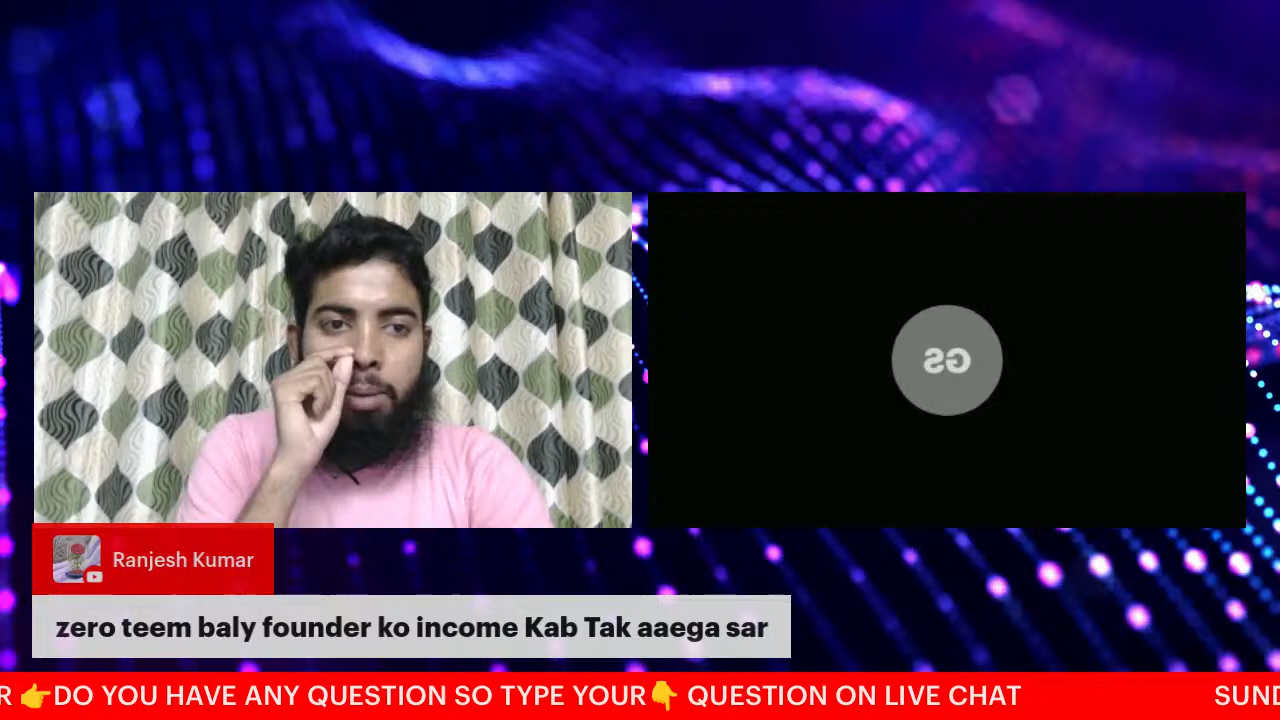 GS
Ranjesh Kumar
zero teem baly founder ko income Kab Tak aaega sar
R 👉DO YOU HAVE ANY QUESTION SO TYPE YOUR👇 QUESTION ON LIVE CHAT SUND